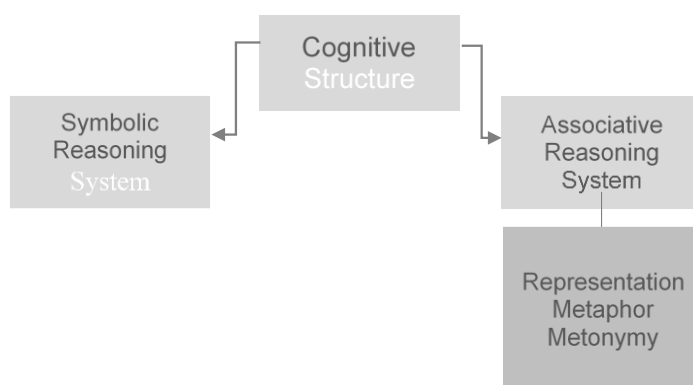 Cognitive
Structure
Symbolic
Reasoning
System
Associative
Reasoning
System
Representation
Metaphor
Metonymy